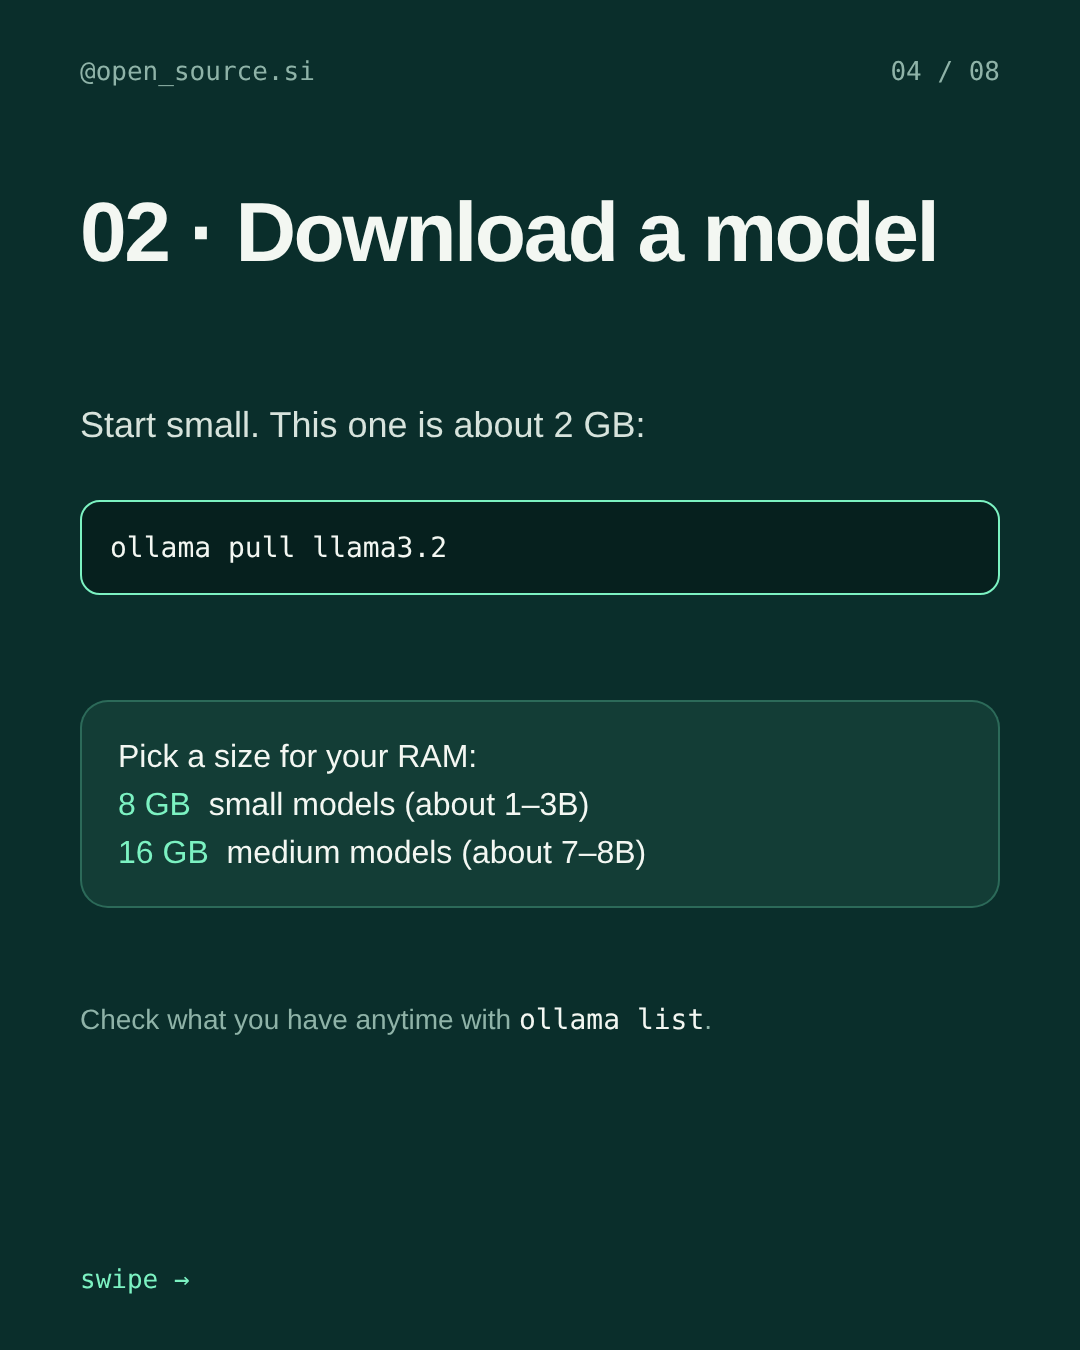 @open_source.si
04 / 08
02 · Download a model
Start small. This one is about 2 GB:
ollama pull llama3.2
Pick a size for your RAM:
8 GB small models (about 1–3B)
16 GB medium models (about 7–8B)
Check what you have anytime with ollama list.
swipe →